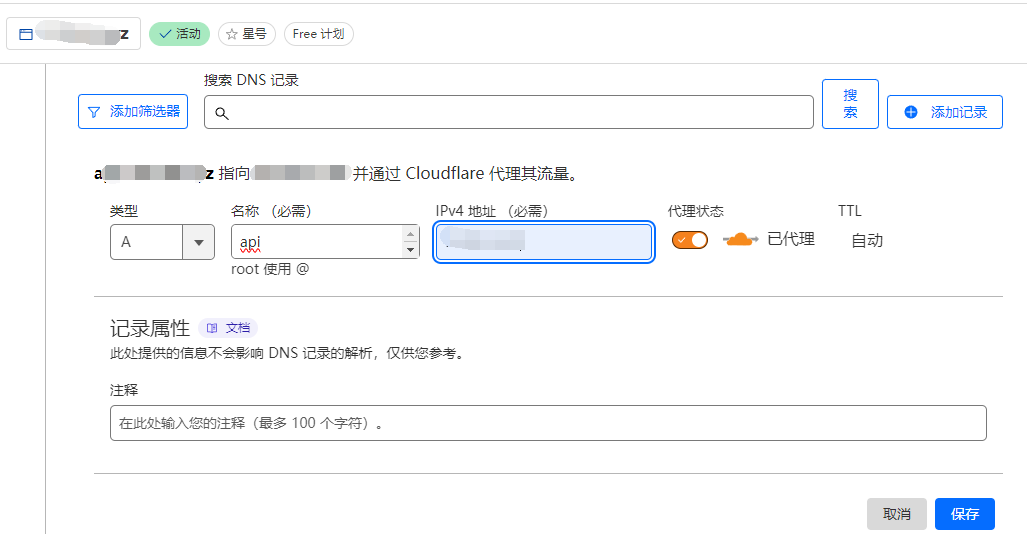 z 活动 星号 Free 计划
搜索 DNS 记录
添加筛选器 搜索 添加记录
指向 并通过 Cloudflare 代理其流量。
类型 名称 （必需） IPv4 地址 （必需） 代理状态 TTL
A api 已代理 自动
root 使用 @
记录属性 文档
此处提供的信息不会影响 DNS 记录的解析，仅供您参考。
注释
在此处输入您的注释（最多 100 个字符）。
取消 保存